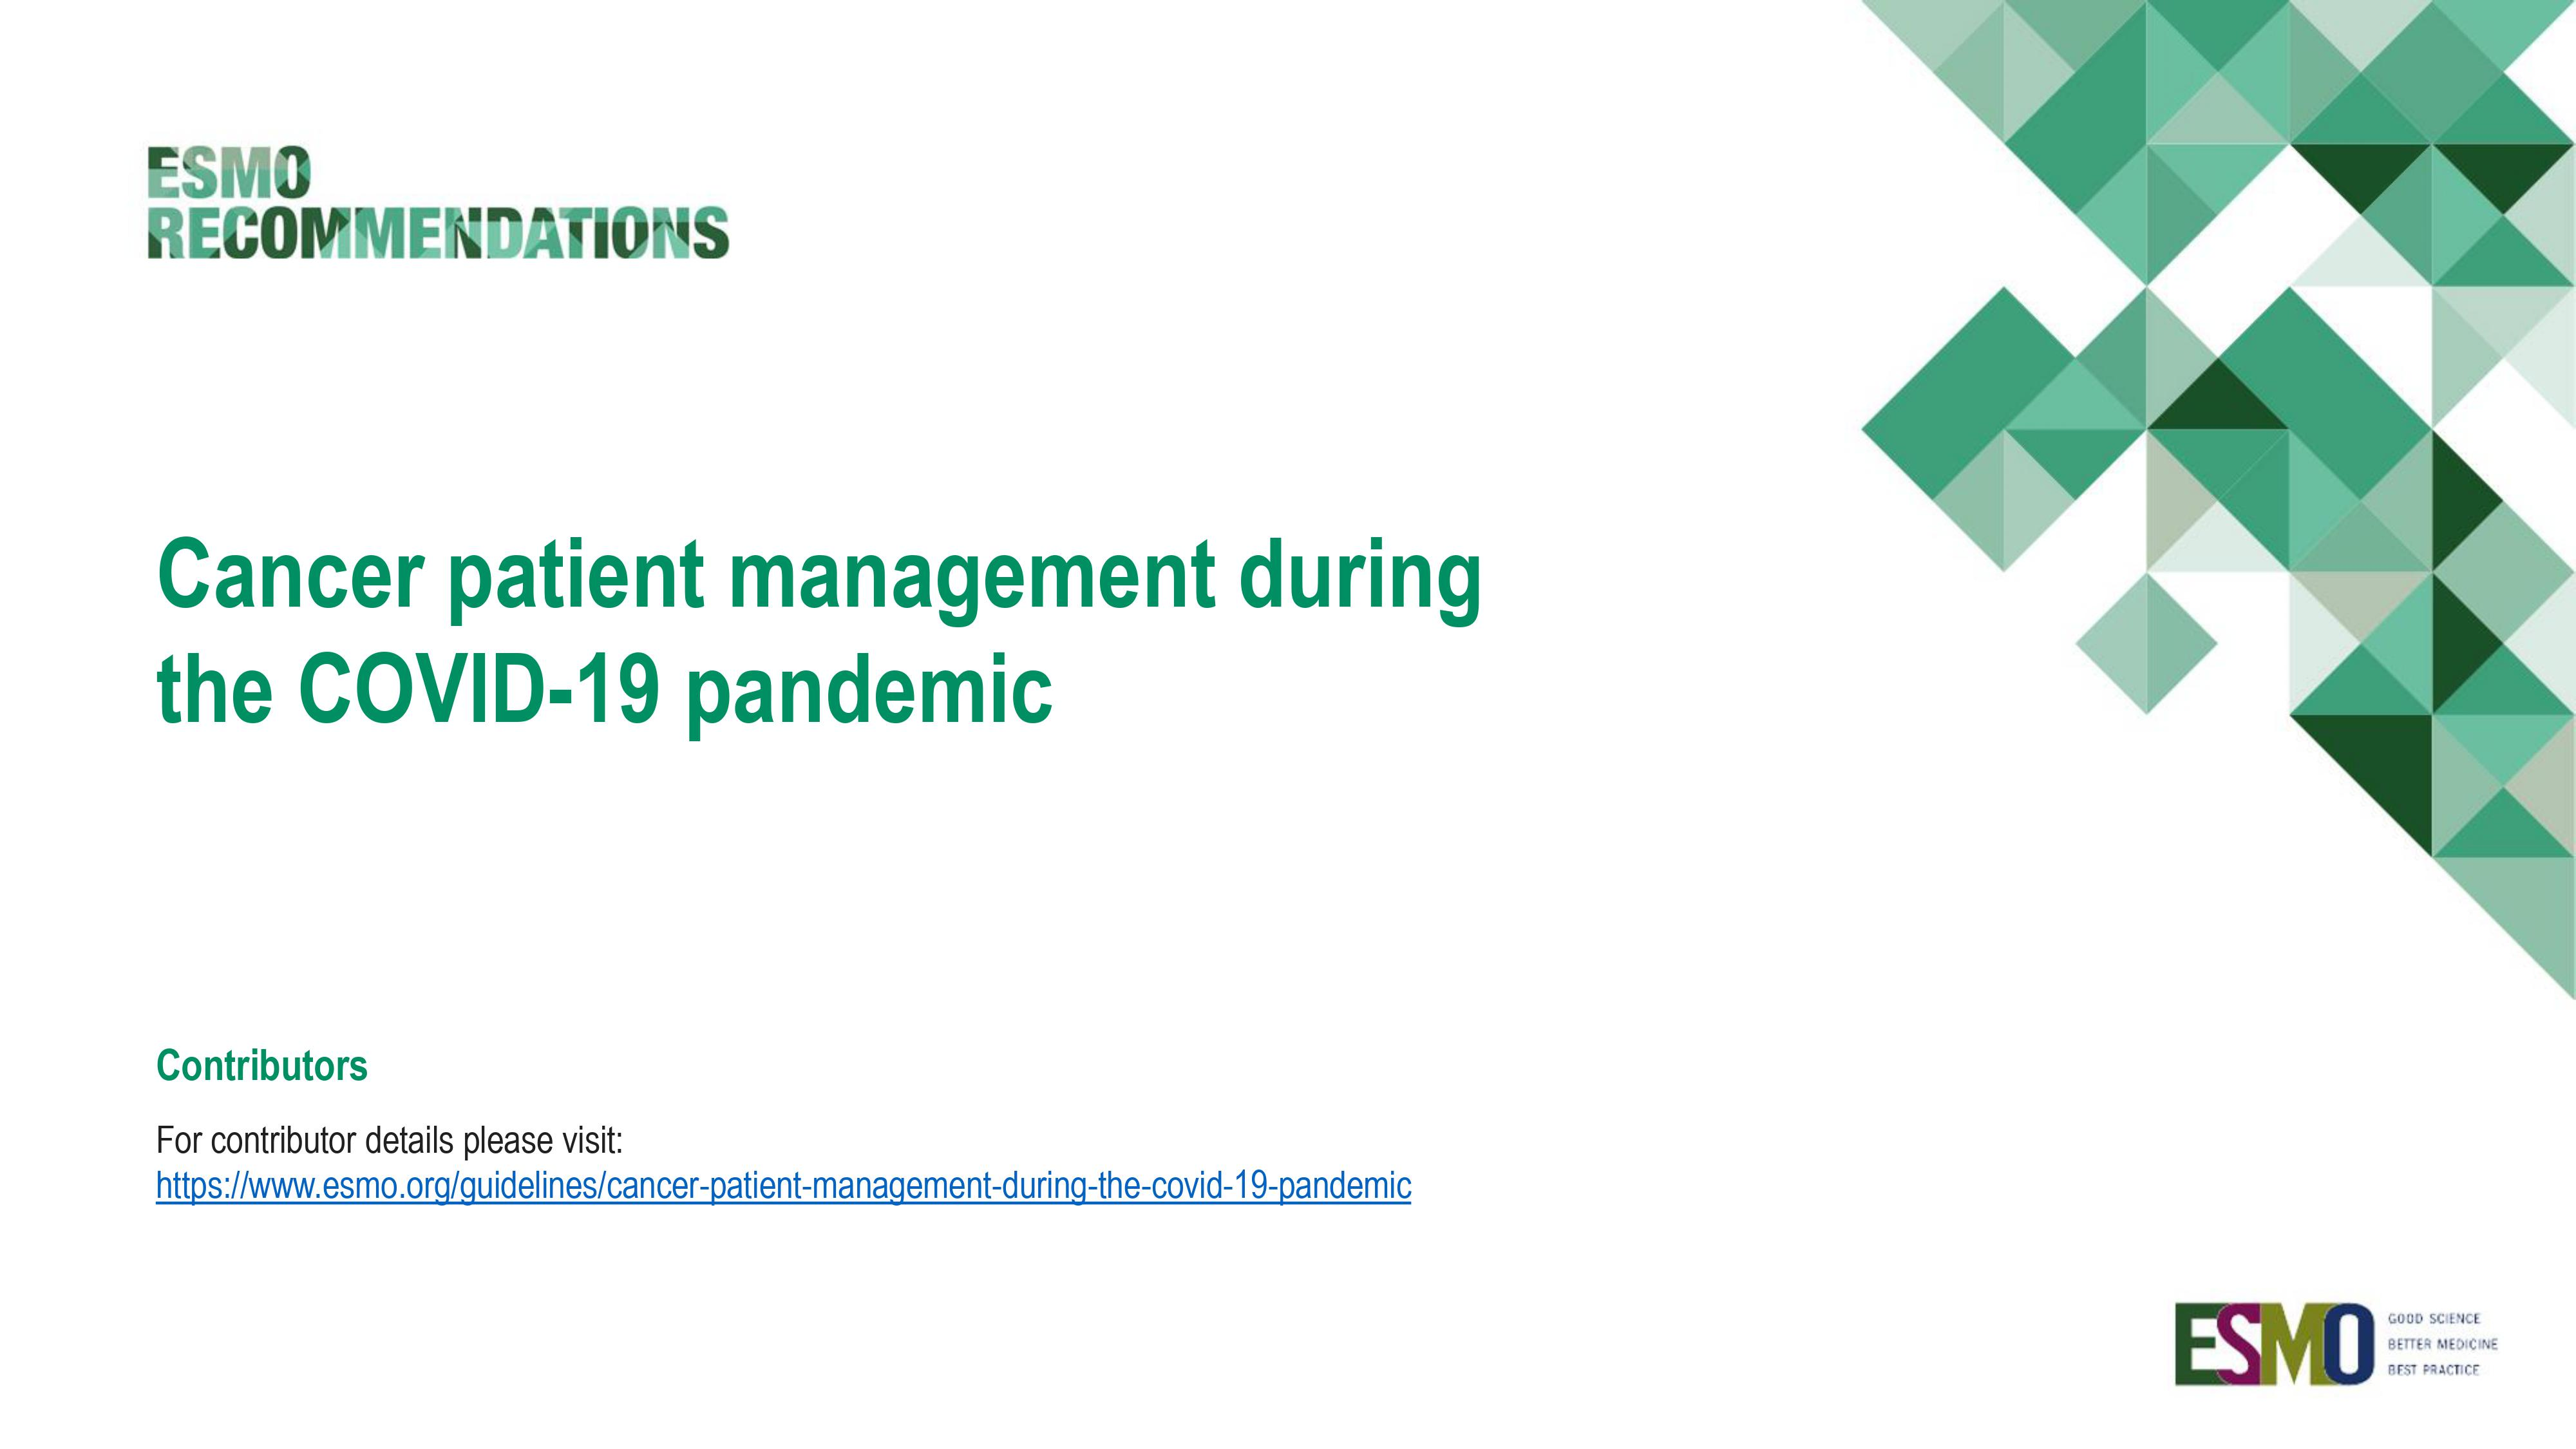 ESMO
RECOMMENDATIONS
Cancer patient management during
the COVID-19 pandemic
Contributors
For contributor details please visit:
https://www.esmo.org/guidelines/cancer-patient-management-during-the-covid-19-pandemic
ESMO
GOOD SCIENCE
BETTER MEDICINE
BEST PRACTICE